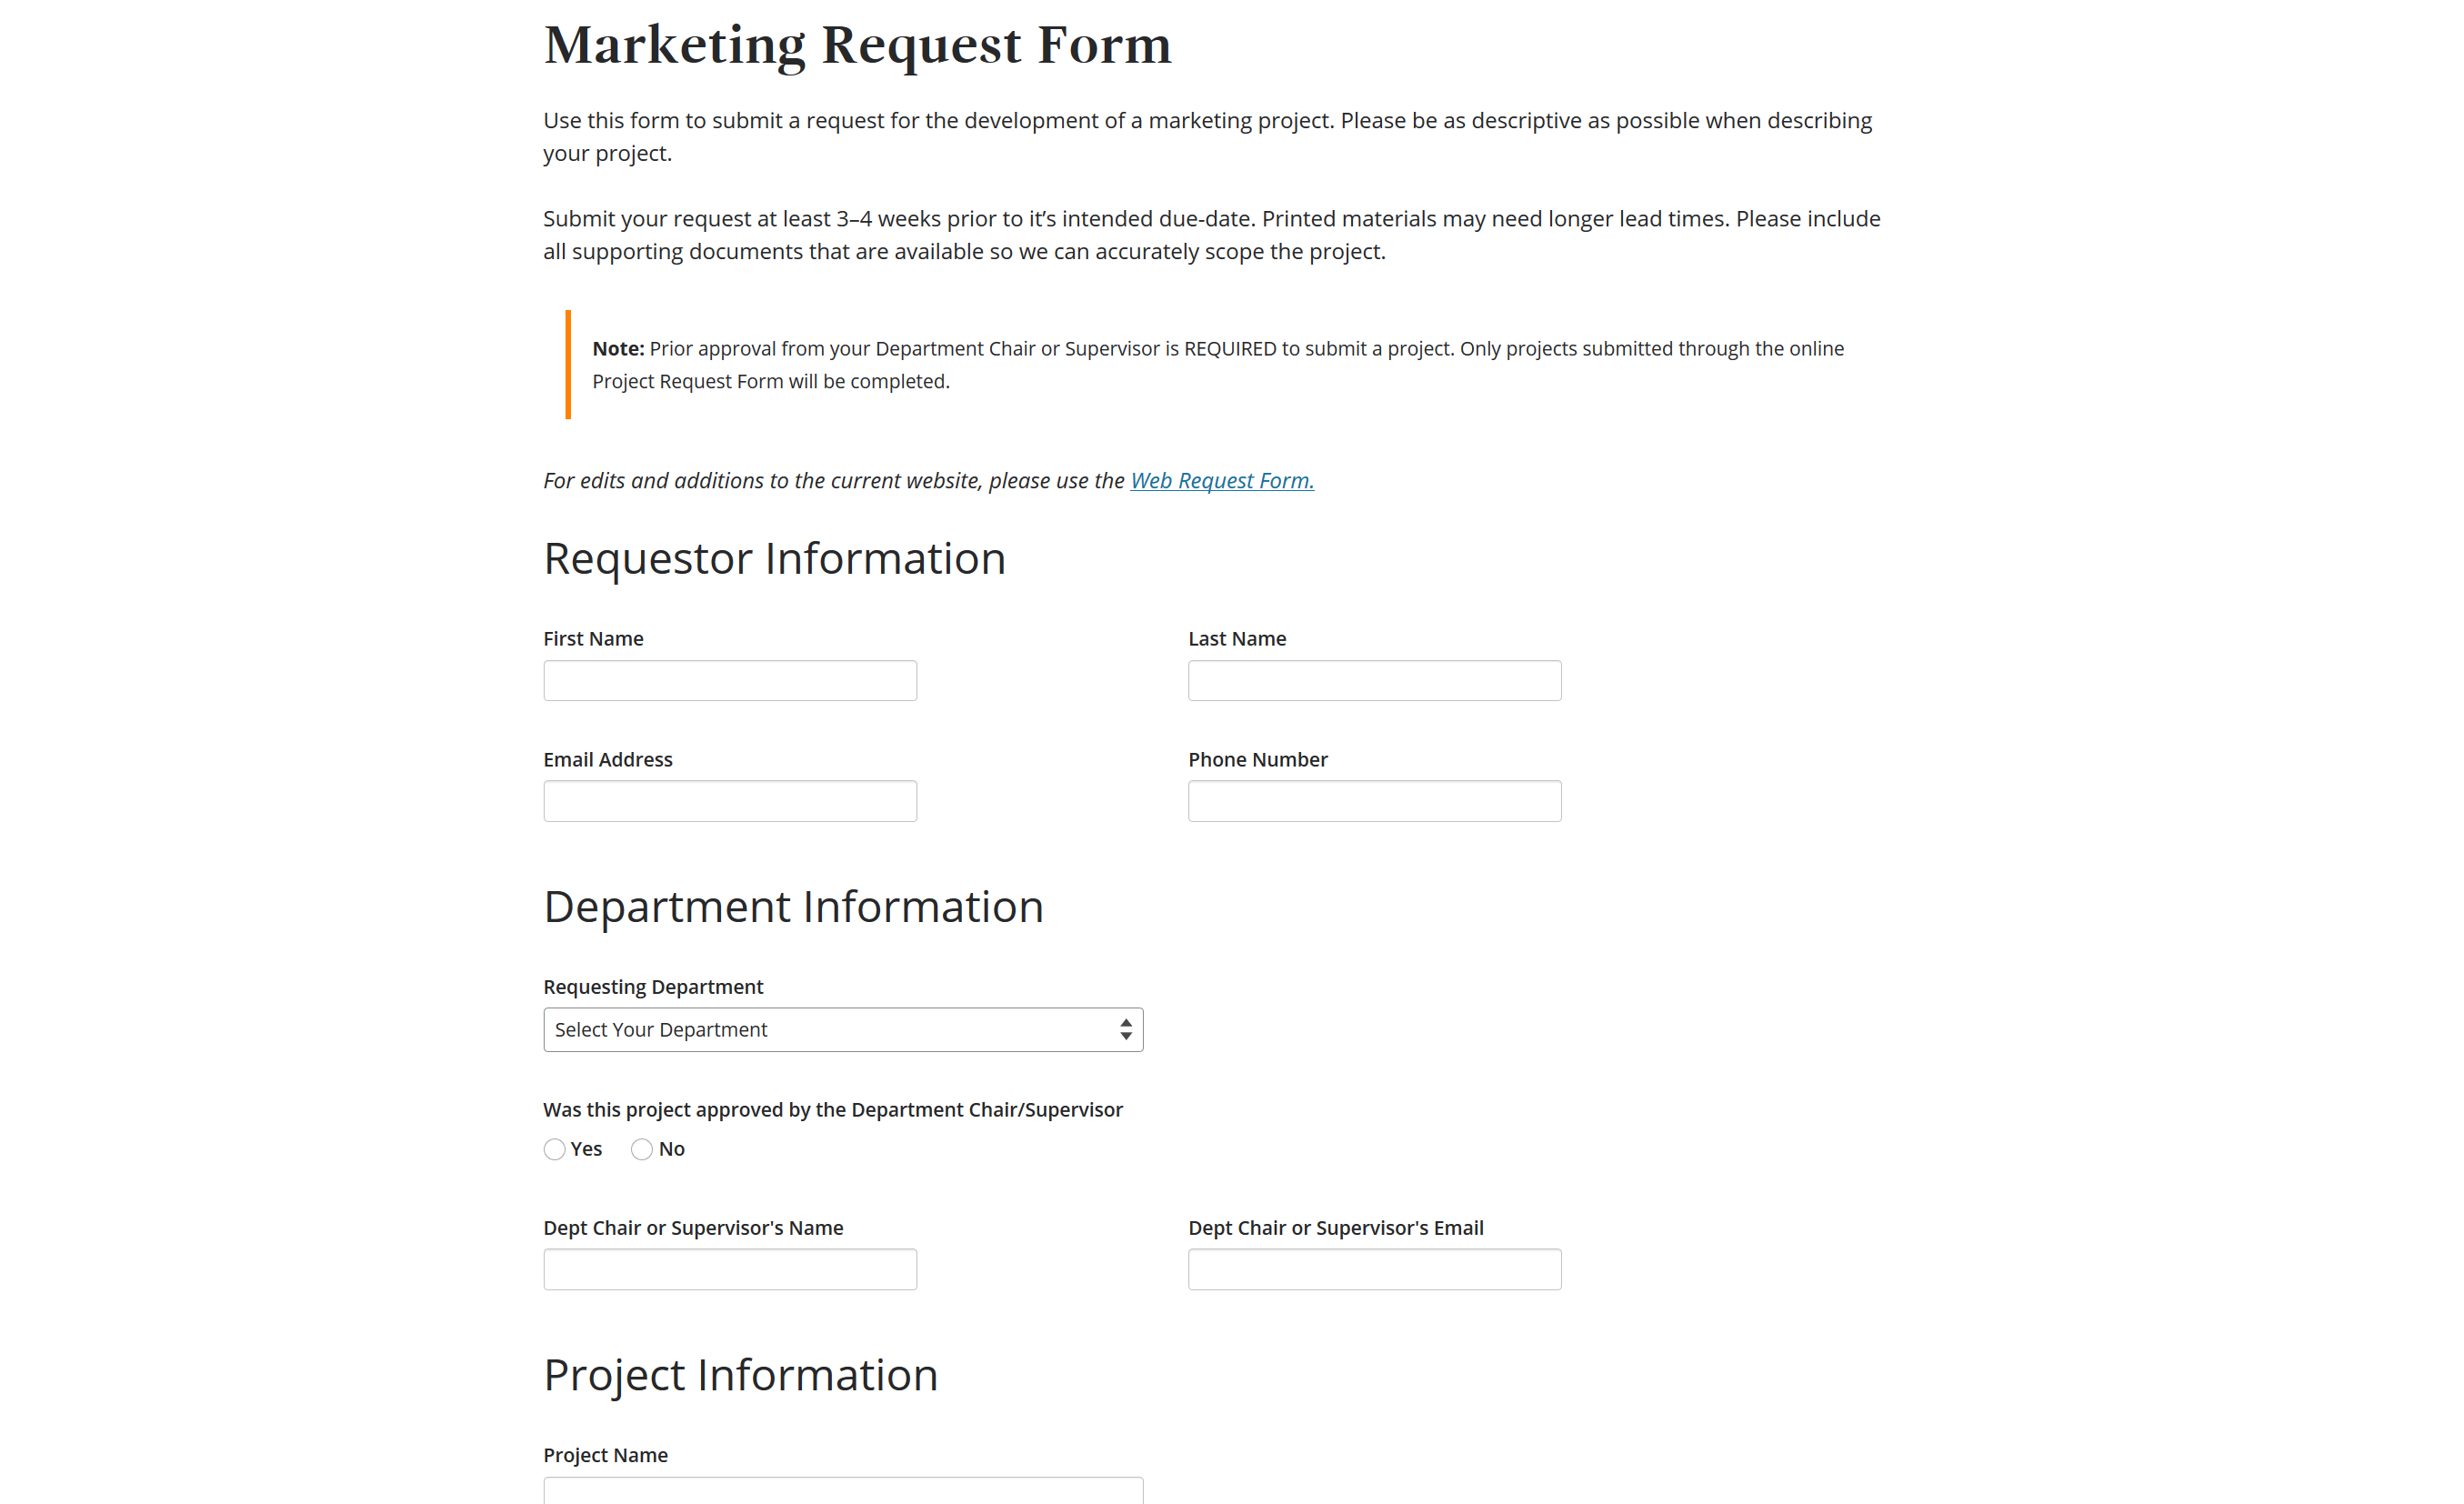 Marketing Request Form
Use this form to submit a request for the development of a marketing project. Please be as descriptive as possible when describing
your project.
Submit your request at least 3–4 weeks prior to it’s intended due-date. Printed materials may need longer lead times. Please include
all supporting documents that are available so we can accurately scope the project.
Note: Prior approval from your Department Chair or Supervisor is REQUIRED to submit a project. Only projects submitted through the online
Project Request Form will be completed.
For edits and additions to the current website, please use the Web Request Form.
Requestor Information
First Name
Last Name
Email Address
Phone Number
Department Information
Requesting Department
Select Your Department
Was this project approved by the Department Chair/Supervisor
Yes No
Dept Chair or Supervisor's Name
Dept Chair or Supervisor's Email
Project Information
Project Name